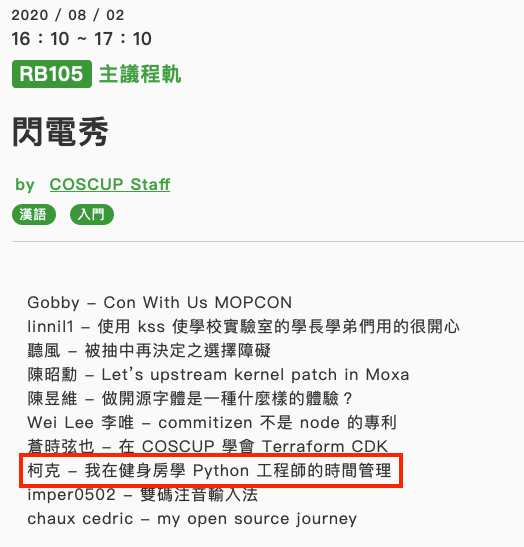 2020 / 08 / 02
16：10 ~ 17：10
RB105 主議程軌
閃電秀
by COSCUP Staff
漢語 入門
Gobby – Con With Us MOPCON
linnil1 – 使用 kss 使學校實驗室的學長學弟們用的很開心
聽風 – 被抽中再決定之選擇障礙
陳昭勳 – Let’s upstream kernel patch in Moxa
陳昱維 – 做開源字體是一種什麼樣的體驗？
Wei Lee 李唯 – commitizen 不是 node 的專利
蒼時弦也 – 在 COSCUP 學會 Terraform CDK
柯克 – 我在健身房學 Python 工程師的時間管理
imper0502 – 雙碼注音輸入法
chaux cedric – my open source journey